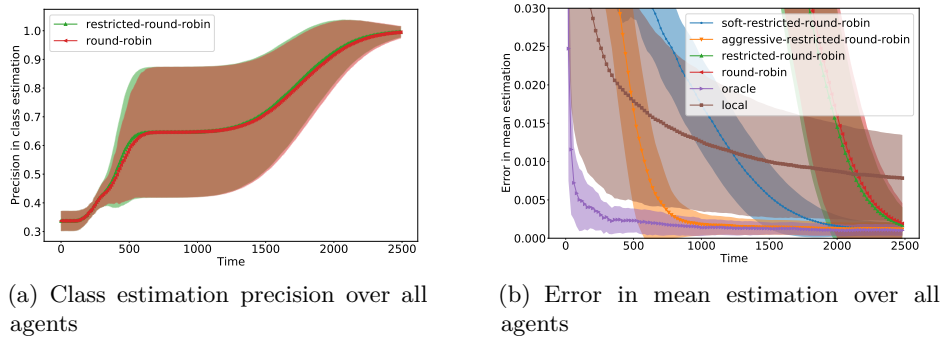 restricted-round-robin
round-robin
1.0
0.9
0.8
0.7
0.6
0.5
0.4
0.3
Precision in class estimation
0 500 1000 1500 2000 2500
Time
(a) Class estimation precision over all
agents
soft-restricted-round-robin
aggressive-restricted-round-robin
restricted-round-robin
round-robin
oracle
local
0.030
0.025
0.020
0.015
0.010
0.005
0.000
Error in mean estimation
0 500 1000 1500 2000 2500
Time
(b) Error in mean estimation over all
agents